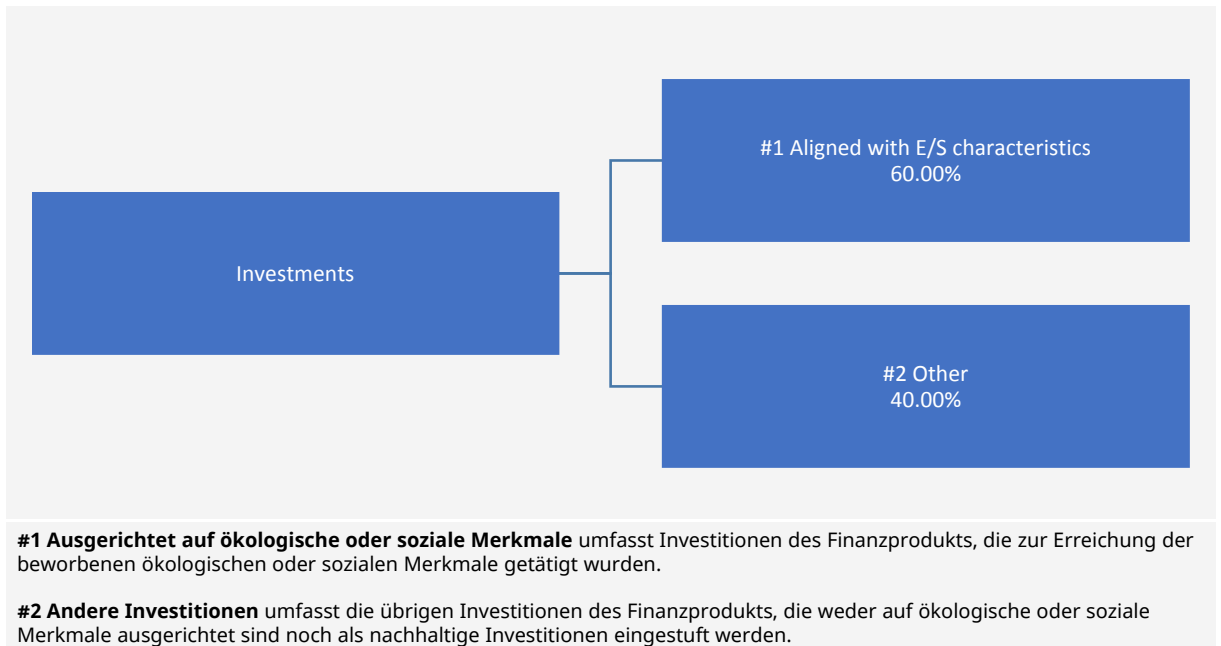 #1 Aligned with E/S characteristics
60.00%
Investments
#2 Other
40.00%
#1 Ausgerichtet auf ökologische oder soziale Merkmale umfasst Investitionen des Finanzprodukts, die zur Erreichung der
beworbenen ökologischen oder sozialen Merkmale getätigt wurden.
#2 Andere Investitionen umfasst die übrigen Investitionen des Finanzprodukts, die weder auf ökologische oder soziale
Merkmale ausgerichtet sind noch als nachhaltige Investitionen eingestuft werden.